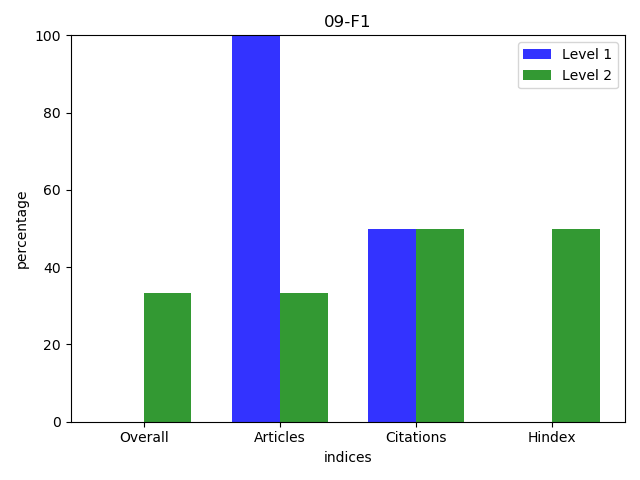 09-F1
Level 1
Level 2
percentage
100
80
60
40
20
0
Overall
Articles
Citations
Hindex
indices